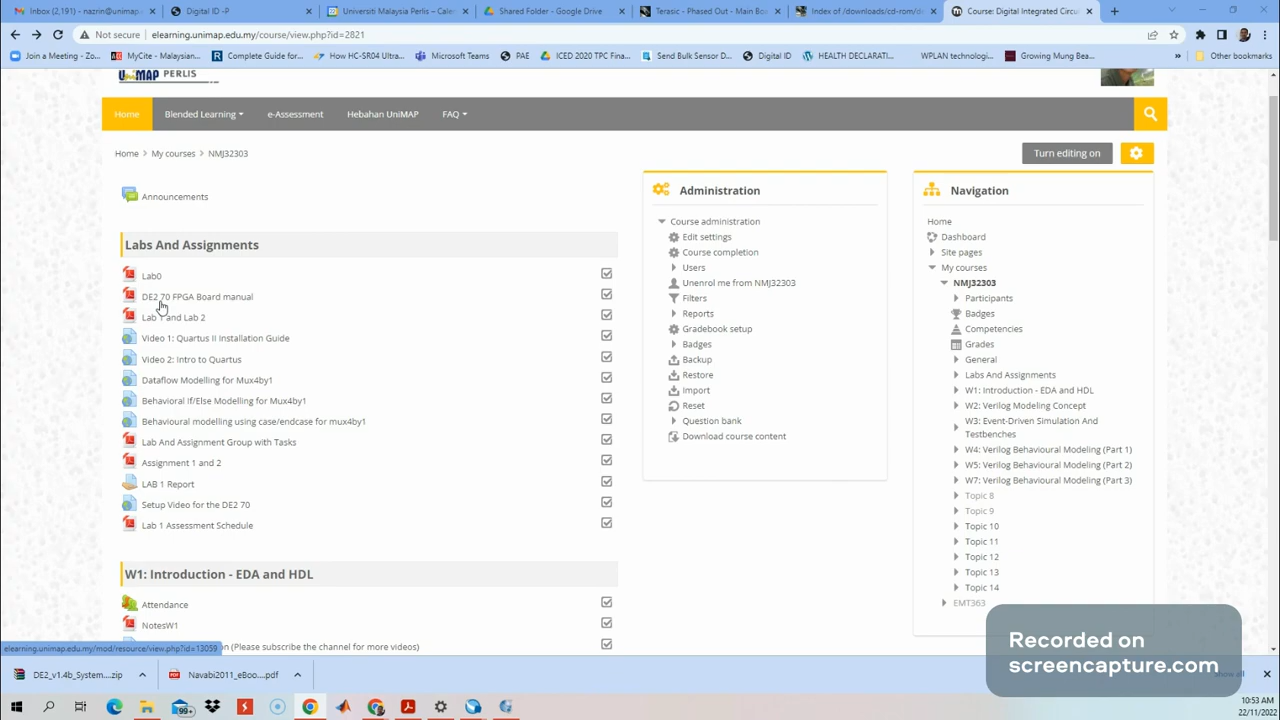 Inbox (2,191) - nazrin@unimap
Digital ID -P
Universiti Malaysia Perlis – Calen
Shared Folder - Google Drive
Terasic - Phased Out - Main Boa
Index of /downloads/cd-rom/de
Course: Digital Integrated Circui
Not secure
elearning.unimap.edu.my/course/view.php?id=2821
Join a Meeting - Zo...
MyCite - Malaysian...
Complete Guide for...
How HC-SR04 Ultra...
Microsoft Teams
PAE
ICED 2020 TPC Fina...
Send Bulk Sensor D...
Digital ID
HEALTH DECLARATI...
WPLAN technologi...
Growing Mung Bea...
Other bookmarks
UniMAP PERLIS
Home
Blended Learning
e-Assessment
Hebahan UniMAP
FAQ
Home > My courses > NMJ32303
Turn editing on
Announcements
Labs And Assignments
Lab0
DE2 70 FPGA Board manual
Lab 1 and Lab 2
Video 1: Quartus II Installation Guide
Video 2: Intro to Quartus
Dataflow Modelling for Mux4by1
Behavioral If/Else Modelling for Mux4by1
Behavioural modelling using case/endcase for mux4by1
Lab And Assignment Group with Tasks
Assignment 1 and 2
LAB 1 Report
Setup Video for the DE2 70
Lab 1 Assessment Schedule
W1: Introduction - EDA and HDL
Attendance
NotesW1
on (Please subscribe the channel for more videos)
Administration
Course administration
Edit settings
Course completion
Users
Unenrol me from NMJ32303
Filters
Reports
Gradebook setup
Badges
Backup
Restore
Import
Reset
Question bank
Download course content
Navigation
Home
Dashboard
Site pages
My courses
NMJ32303
Participants
Badges
Competencies
Grades
General
Labs And Assignments
W1: Introduction - EDA and HDL
W2: Verilog Modeling Concept
W3: Event-Driven Simulation And
Testbenches
W4: Verilog Behavioural Modeling (Part 1)
W5: Verilog Behavioural Modeling (Part 2)
W7: Verilog Behavioural Modeling (Part 3)
Topic 8
Topic 9
Topic 10
Topic 11
Topic 12
Topic 13
Topic 14
EMT363
Recorded on
screencapture.com
elearning.unimap.edu.my/mod/resource/view.php?id=13059
DE2_v1.4b_System....zip
Navabi2011_eBoo....pdf
Show all
99+
10:53 AM
22/11/2022